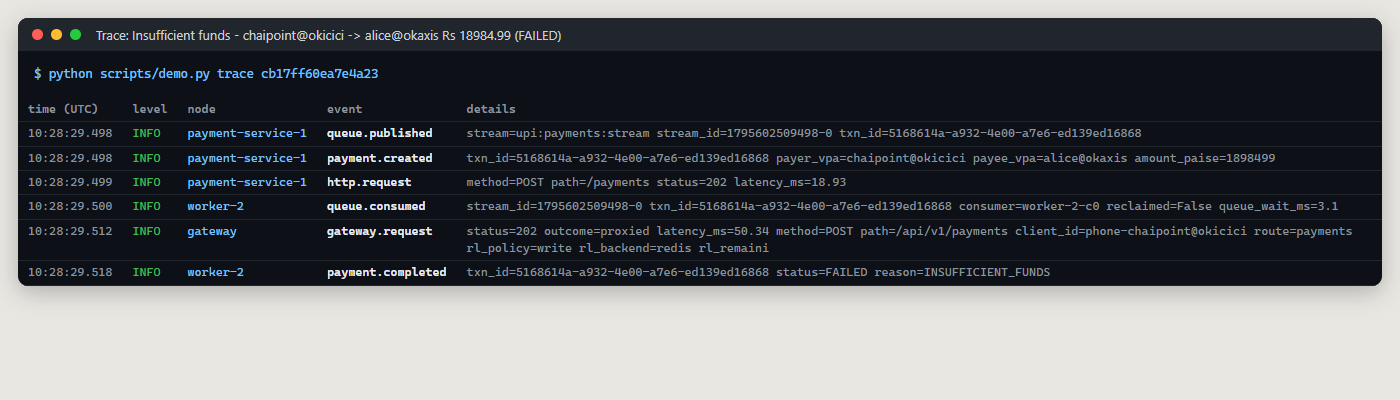 Trace: Insufficient funds - chaipoint@okicici -> alice@okaxis Rs 18984.99 (FAILED)
$ python scripts/demo.py trace cb17ff60ea7e4a23
time (UTC) level node event details
10:28:29.498 INFO payment-service-1 queue.published stream=upi:payments:stream stream_id=1795602509498-0 txn_id=5168614a-a932-4e00-a7e6-ed139ed16868
10:28:29.498 INFO payment-service-1 payment.created txn_id=5168614a-a932-4e00-a7e6-ed139ed16868 payer_vpa=chaipoint@okicici payee_vpa=alice@okaxis amount_paise=1898499
10:28:29.499 INFO payment-service-1 http.request method=POST path=/payments status=202 latency_ms=18.93
10:28:29.500 INFO worker-2 queue.consumed stream_id=1795602509498-0 txn_id=5168614a-a932-4e00-a7e6-ed139ed16868 consumer=worker-2-c0 reclaimed=False queue_wait_ms=3.1
10:28:29.512 INFO gateway gateway.request status=202 outcome=proxied latency_ms=50.34 method=POST path=/api/v1/payments client_id=phone-chaipoint@okicici route=payments
rl_policy=write rl_backend=redis rl_remaini
10:28:29.518 INFO worker-2 payment.completed txn_id=5168614a-a932-4e00-a7e6-ed139ed16868 status=FAILED reason=INSUFFICIENT_FUNDS